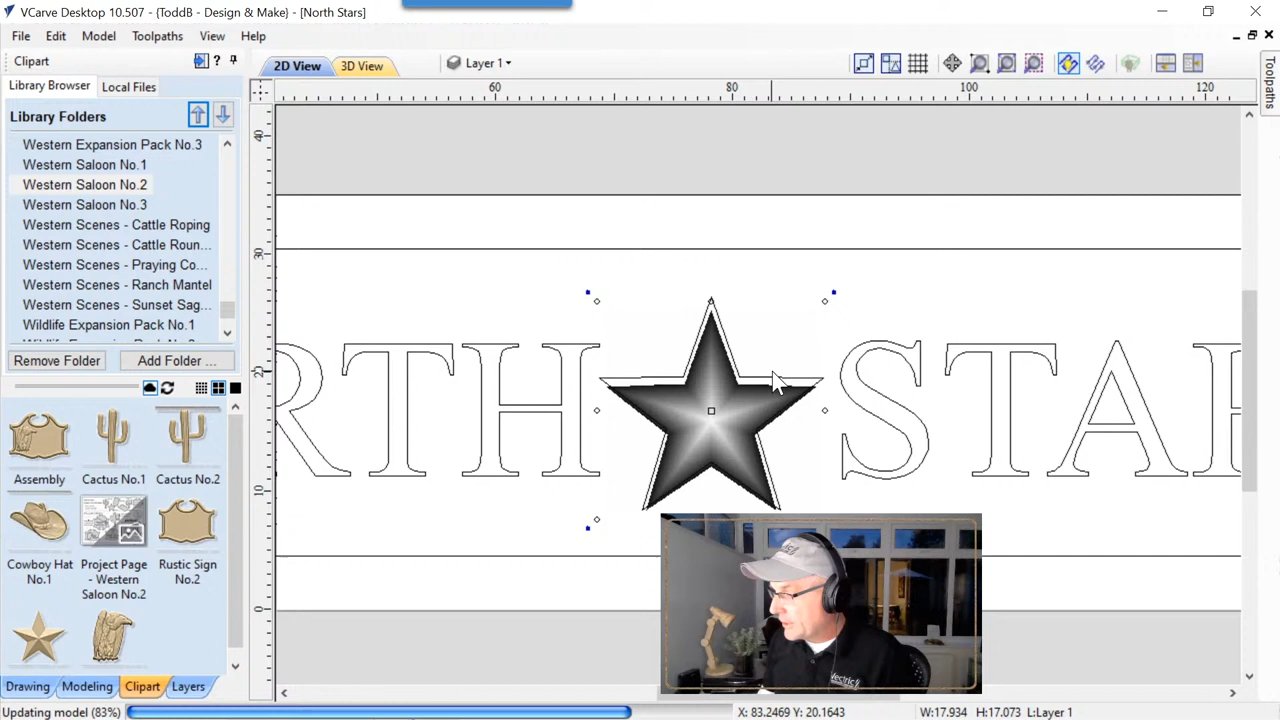 VCarve Desktop 10.507 - {ToddB - Design & Make} - [North Stars]
File Edit Model Toolpaths View Help
Clipart
Library Browser Local Files
Library Folders
Western Expansion Pack No.3
Western Saloon No.1
Western Saloon No.2
Western Saloon No.3
Western Scenes - Cattle Roping
Western Scenes - Cattle Roun...
Western Scenes - Praying Co...
Western Scenes - Ranch Mantel
Western Scenes - Sunset Sag...
Wildlife Expansion Pack No.1
Remove Folder Add Folder ...
Assembly Cactus No.1 Cactus No.2
Cowboy Hat No.1
Project Page - Western Saloon No.2
Rustic Sign No.2
Drawing Modeling Clipart Layers
2D View 3D View Layer 1
60 80 100 120
40
30
20
10
0
RTH STAR
Toolpaths
Updating model (83%) X: 83.2469 Y: 20.1643 W:17.934 H:17.073 L:Layer 1